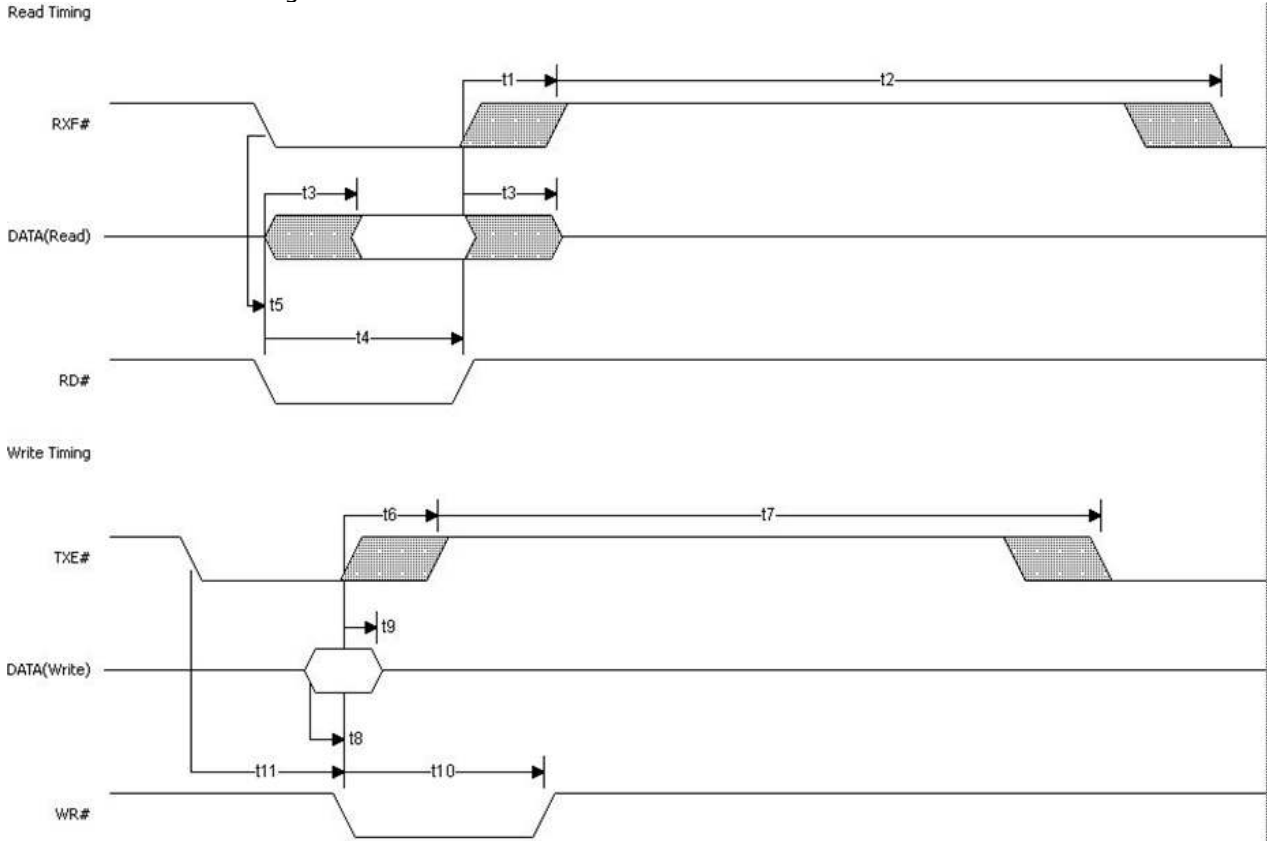 Read Timing
t1
t2
RXF#
t3
t3
DATA(Read)
t5
t4
RD#
Write Timing
t6
t7
TXE#
t9
DATA(Write)
t8
t11
t10
WR#